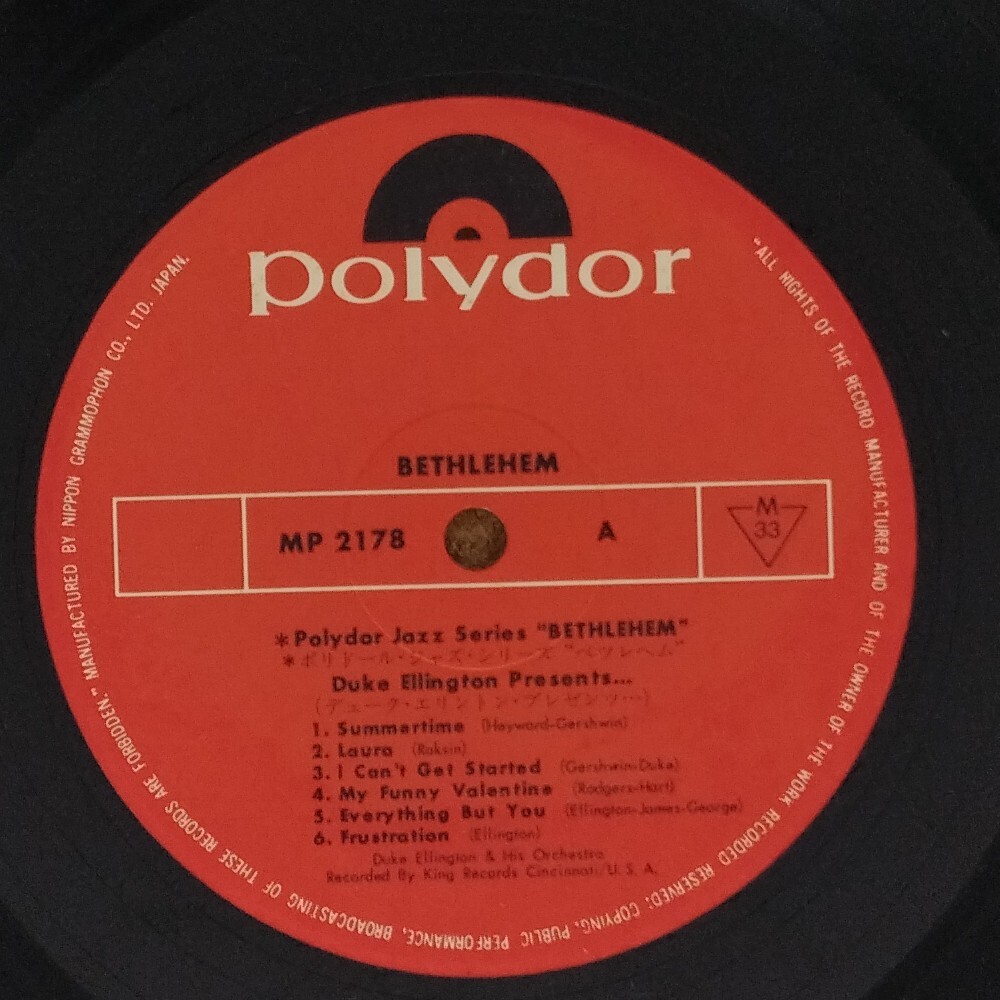 polydor
BETHLEHEM
MP 2178
A
M
33
*Polydor Jazz Series "BETHLEHEM"
*ポリドール・ジャズ・シリーズ "ベツレヘム"
Duke Ellington Presents...
(デューク・エリントン・プレゼンツ…)
1. Summertime (Heyward-Gershwin)
2. Laura (Raksin)
3. I Can't Get Started (Gershwin-Duke)
4. My Funny Valentine (Rodgers-Hart)
5. Everything But You (Ellington-James-George)
6. Frustration (Ellington)
Duke Ellington & His Orchestra
Recorded By King Records Cincinnati/U. S. A.
"ALL RIGHTS OF THE RECORD MANUFACTURER AND OF THE OWNER OF THE WORK RECORDED RESERVED: COPYING, PUBLIC PERFORMANCE, BROADCASTING OF THESE RECORDS ARE FORBIDDEN." MANUFACTURED BY NIPPON GRAMMOPHON CO., LTD. JAPAN.